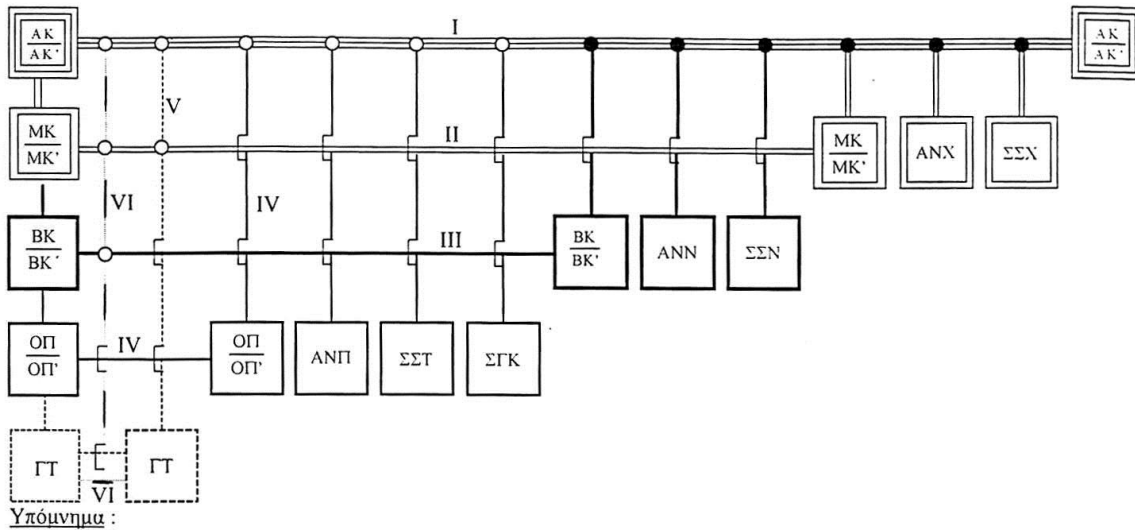 AK
AK'
I
AK
AK'
V
MK
MK'
II
MK
MK'
ANX
ΣΣΧ
VI
IV
BK
BK'
III
BK
BK'
ANN
ΣΣΝ
ΟΠ
ΟΠ'
IV
ΟΠ
ΟΠ'
ΑΝΠ
ΣΣΤ
ΣΓΚ
ΓΤ
ΓΤ
VI
Υπόμνημα :